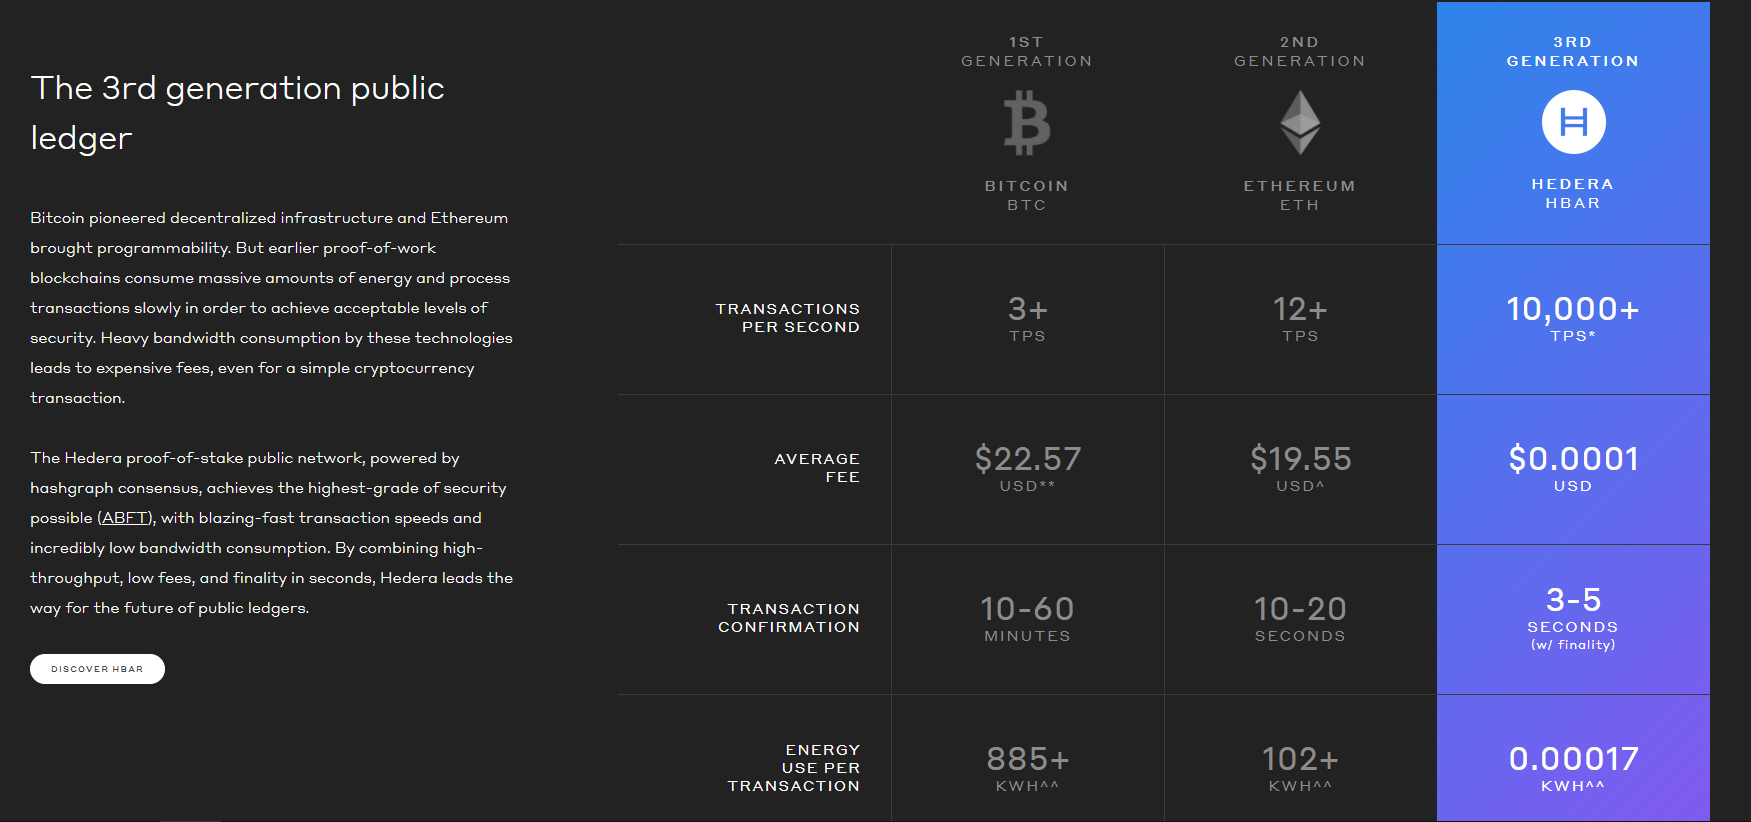 The 3rd generation public
ledger
Bitcoin pioneered decentralized infrastructure and Ethereum
brought programmability. But earlier proof-of-work
blockchains consume massive amounts of energy and process
transactions slowly in order to achieve acceptable levels of
security. Heavy bandwidth consumption by these technologies
leads to expensive fees, even for a simple cryptocurrency
transaction.
The Hedera proof-of-stake public network, powered by
hashgraph consensus, achieves the highest-grade of security
possible (ABFT), with blazing-fast transaction speeds and
incredibly low bandwidth consumption. By combining high-
throughput, low fees, and finality in seconds, Hedera leads the
way for the future of public ledgers.
DISCOVER HBAR
1ST
GENERATION
BITCOIN
BTC
2ND
GENERATION
ETHEREUM
ETH
3RD
GENERATION
H
HEDERA
HBAR
TRANSACTIONS
PER SECOND
3+
TPS
12+
TPS
10,000+
TPS*
AVERAGE
FEE
$22.57
USD**
$19.55
USD^
$0.0001
USD
TRANSACTION
CONFIRMATION
10-60
MINUTES
10-20
SECONDS
3-5
SECONDS
(w/ finality)
ENERGY
USE PER
TRANSACTION
885+
KWH^^
102+
KWH^^
0.00017
KWH^^